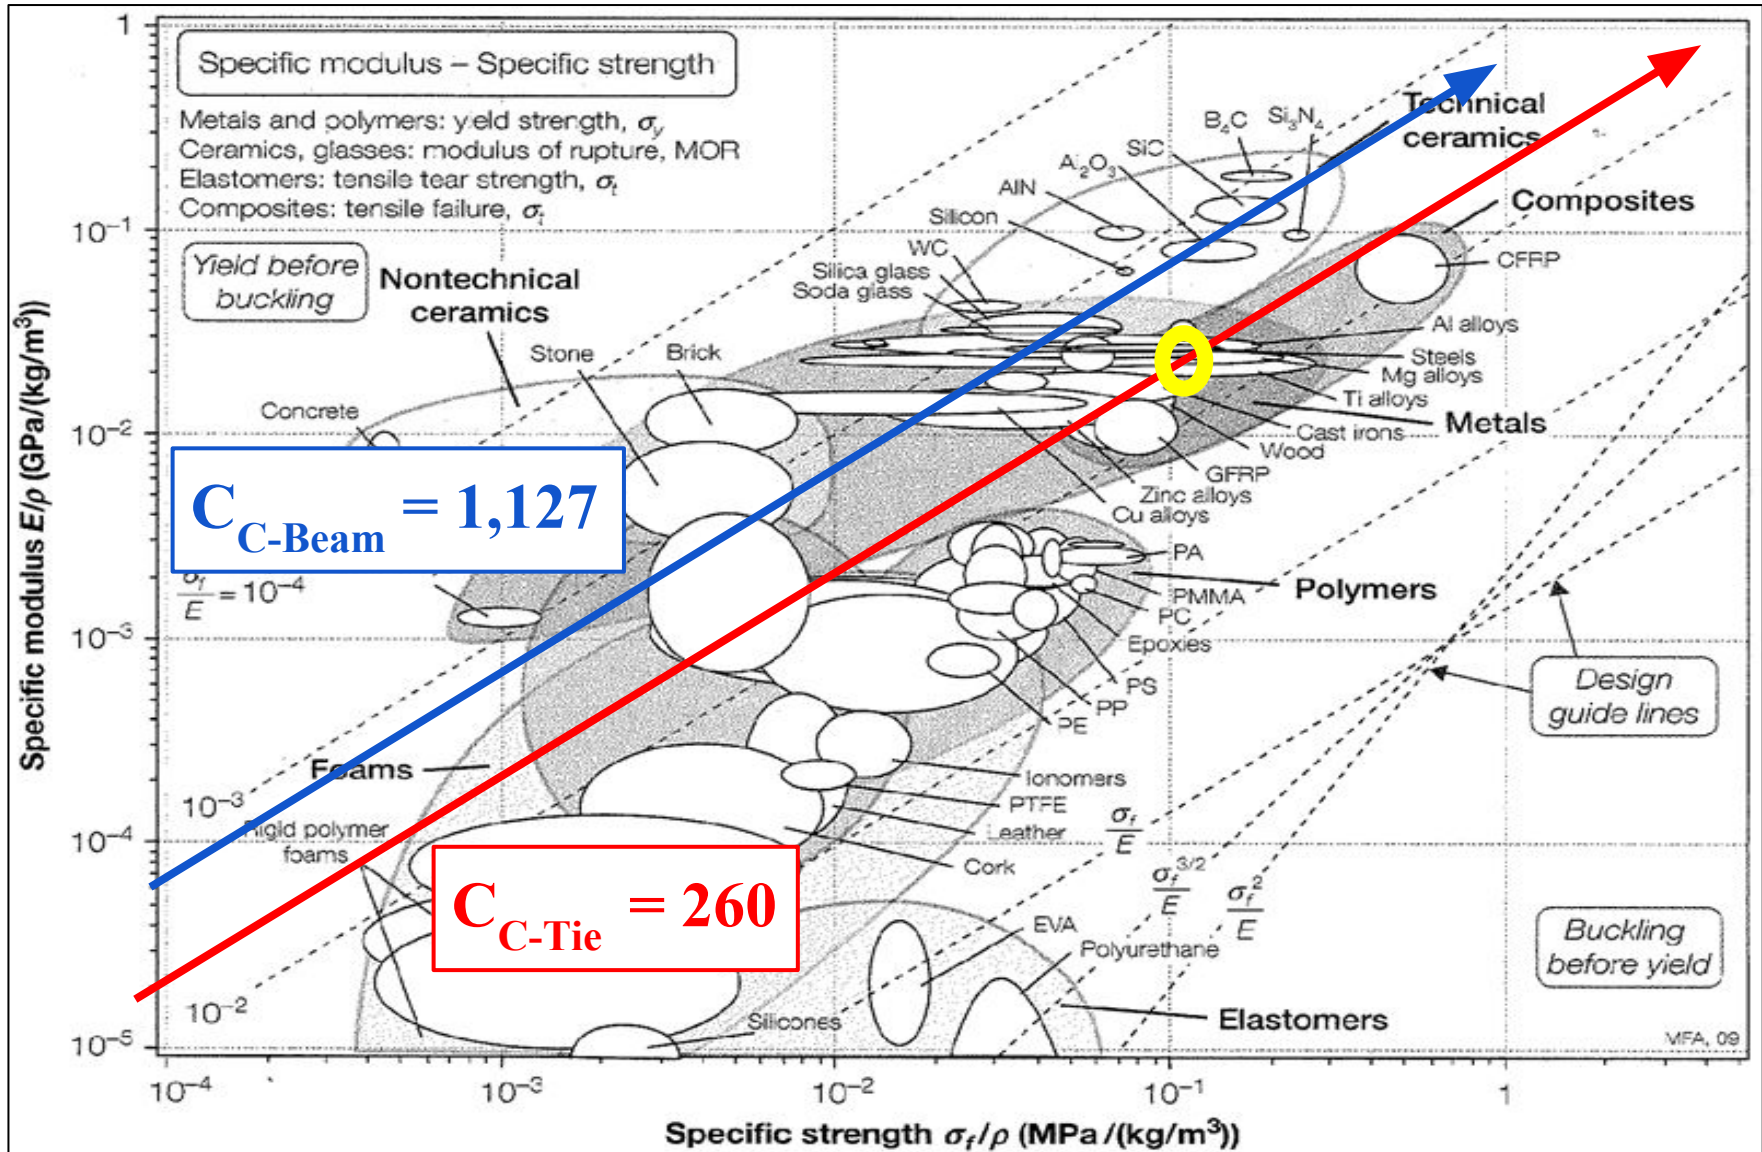 Specific modulus – Specific strength
Metals and polymers: yield strength, σy
Ceramics, glasses: modulus of rupture, MOR
Elastomers: tensile tear strength, σt
Composites: tensile failure, σt
Yield before
buckling
Nontechnical
ceramics
Technical
ceramics
Composites
B4C
Si3N4
SiC
Al2O3
AlN
Silicon
WC
Silica glass
Soda glass
CFRP
Al alloys
Steels
Mg alloys
Ti alloys
Metals
Cast irons
Wood
GFRP
Zinc alloys
Cu alloys
Stone
Brick
Concrete
C C-Beam = 1,127
σf/E = 10⁻⁴
PA
Polymers
PMMA
PC
Epoxies
PS
PP
PE
Design
guide lines
Foams
Ionomers
PTFE
Leather
Cork
10⁻³
Rigid polymer
foams
C C-Tie = 260
10⁻²
EVA
Polyurethane
Silicones
Elastomers
σf/E
σf^3/2/E
σf^2/E
Buckling
before yield
MFA, 09
Specific modulus E/ρ (GPa/(kg/m³))
1
10⁻¹
10⁻²
10⁻³
10⁻⁴
10⁻⁵
10⁻⁴
10⁻³
10⁻²
10⁻¹
1
Specific strength σf/ρ (MPa/(kg/m³))